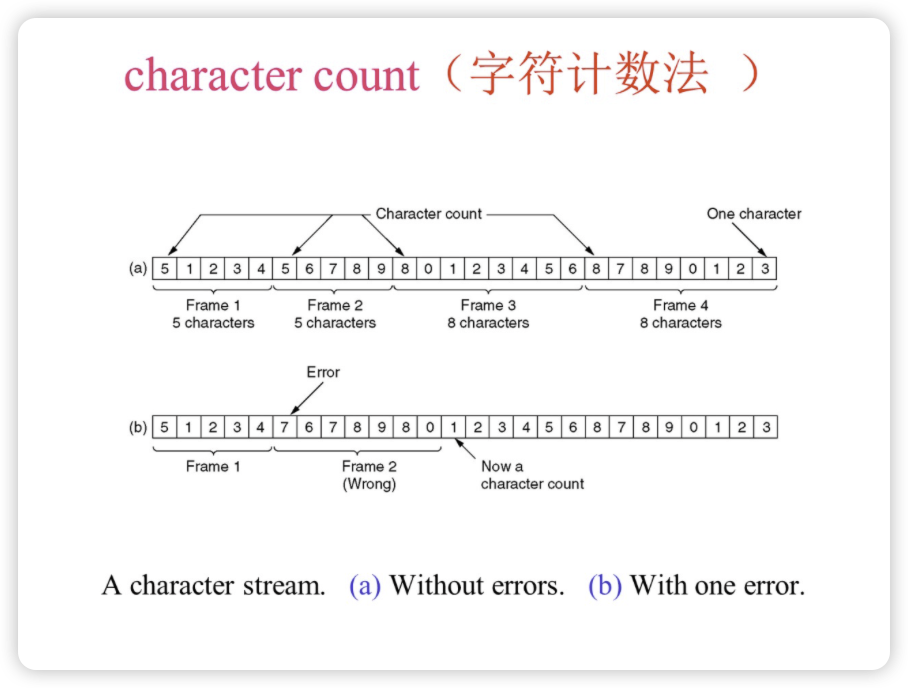 character count（字符计数法 ）
Character count
One character
(a) 5 1 2 3 4 5 6 7 8 9 8 0 1 2 3 4 5 6 8 7 8 9 0 1 2 3
Frame 1 Frame 2 Frame 3 Frame 4
5 characters 5 characters 8 characters 8 characters
Error
(b) 5 1 2 3 4 7 6 7 8 9 8 0 1 2 3 4 5 6 8 7 8 9 0 1 2 3
Frame 1 Frame 2 Now a
(Wrong) character count
A character stream. (a) Without errors. (b) With one error.